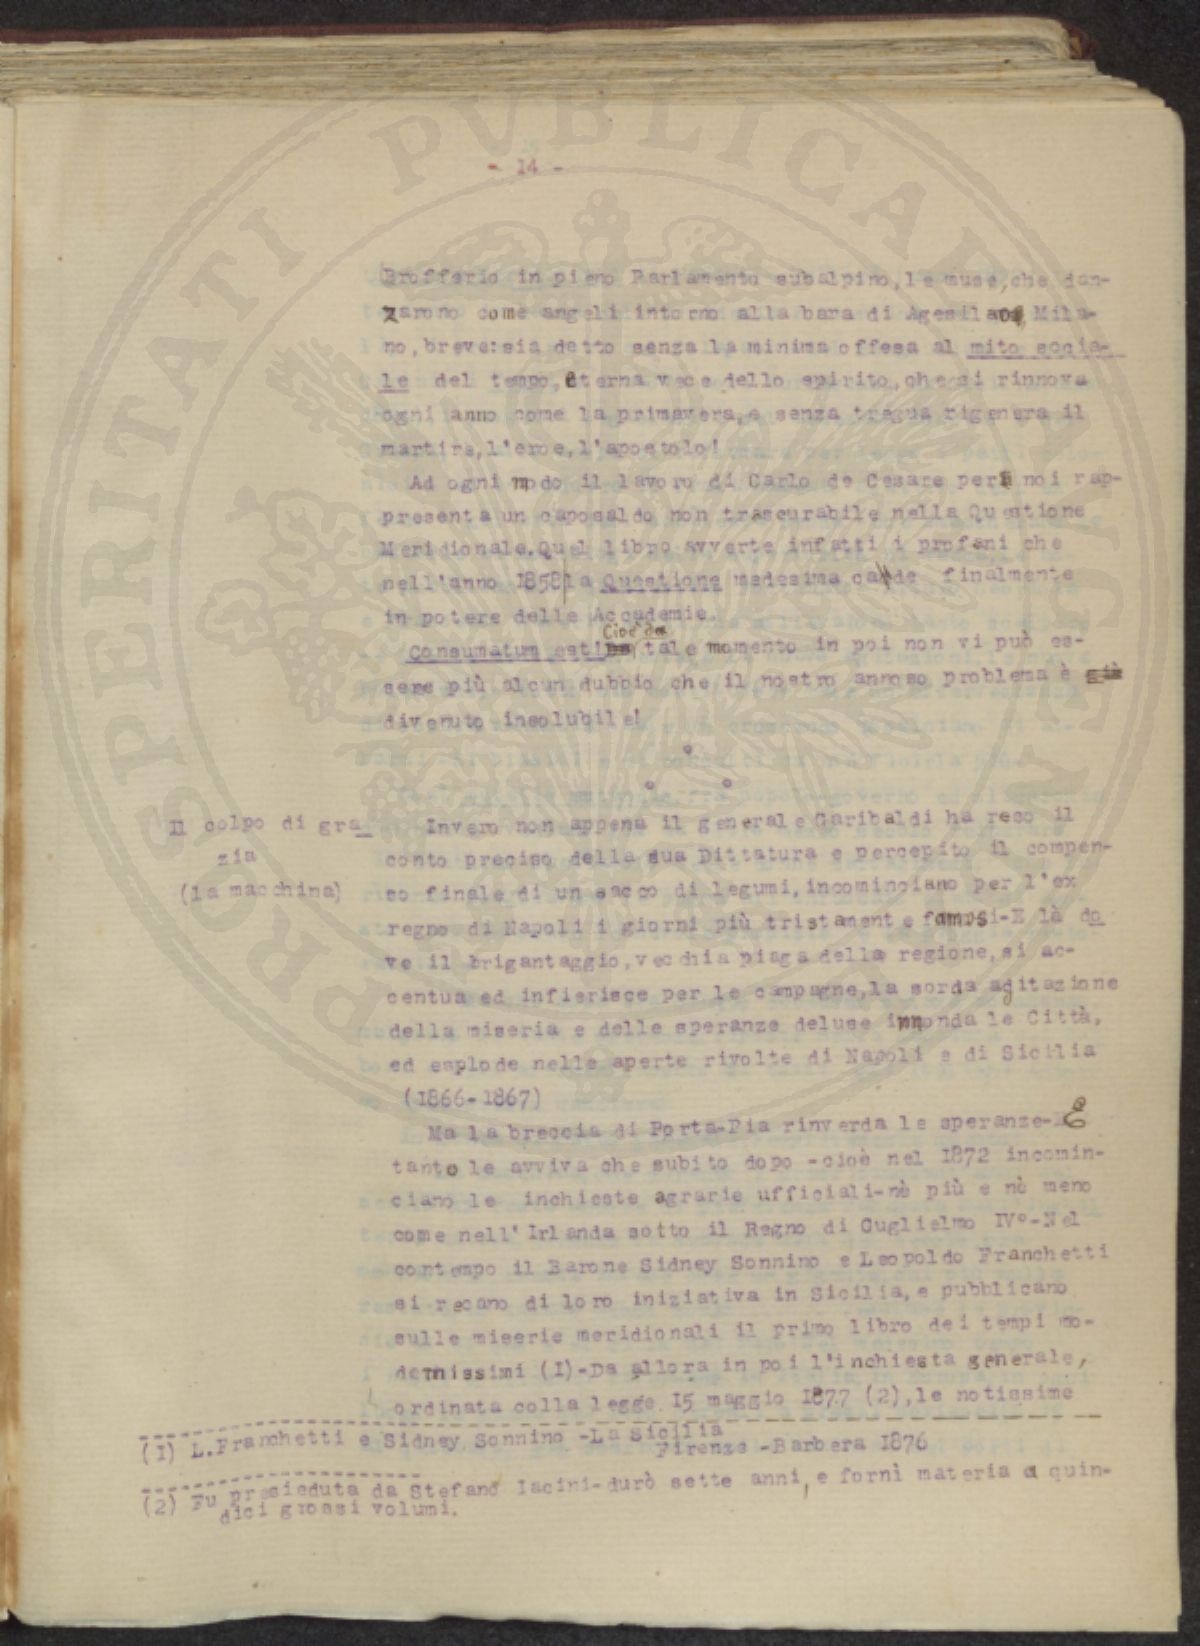 PROSPERITATI PUBLICAE AUGENDAE
- 14 -
Brofferio in pieno Parlamento subalpino, le muse, che dan-
zarono come angeli intorno alla bara di Agesilao Mila-
no, breve: sia detto senza la minima offesa al mito socia-
le del tempo, eterna voce dello spirito, che si rinnova
ogni anno come la primavera, e senza tregua rigenera il
martire, l'eroe, l'apostolo!
Ad ogni modo il lavoro di Carlo de Cesare per noi rap-
presenta un caposaldo non trascurabile nella Questione
Meridionale. Quel libro avverte infatti i profani che
nell'anno 1858 la Questione medesima cade finalmente
in potere delle Accademie.
Cioè da
Consumatum est! tale momento in poi non vi può es-
sere più alcun dubbio che il nostro annoso problema è già
divenuto insolubile!
Il colpo di gra-
zia
(la macchina)
Invero non appena il generale Garibaldi ha reso il
conto preciso della sua Dittatura e percepito il compen-
so finale di un sacco di legumi, incominciano per l'ex
regno di Napoli i giorni più tristamente famosi-E là do
ve il brigantaggio, vecchia piaga della regione, si ac-
centua ed infierisce per le campagne, la sorda agitazione
della miseria e delle speranze deluse innonda le Città,
ed esplode nelle aperte rivolte di Napoli e di Sicilia
(1866-1867)
Ma la breccia di Porta-Pia rinverda le speranze- E
tanto le avviva che subito dopo -cioè nel 1872 incomin-
ciano le inchieste agrarie ufficiali-nè più e nè meno
come nell'Irlanda sotto il Regno di Guglielmo IV°-Nel
contempo il Barone Sidney Sonnino e Leopoldo Franchetti
si recano di loro iniziativa in Sicilia, e pubblicano
sulle miserie meridionali il primo libro dei tempi mo-
dernissimi (I)-Da allora in poi l'inchiesta generale,
ordinata colla legge 15 maggio 1877 (2), le notissime
(I) L.Franchetti e Sidney Sonnino -La Sicilia
Firenze -Barbera 1876
(2) Fu presieduta da Stefano Iacini-durò sette anni, e fornì materia a quin-
dici grossi volumi.